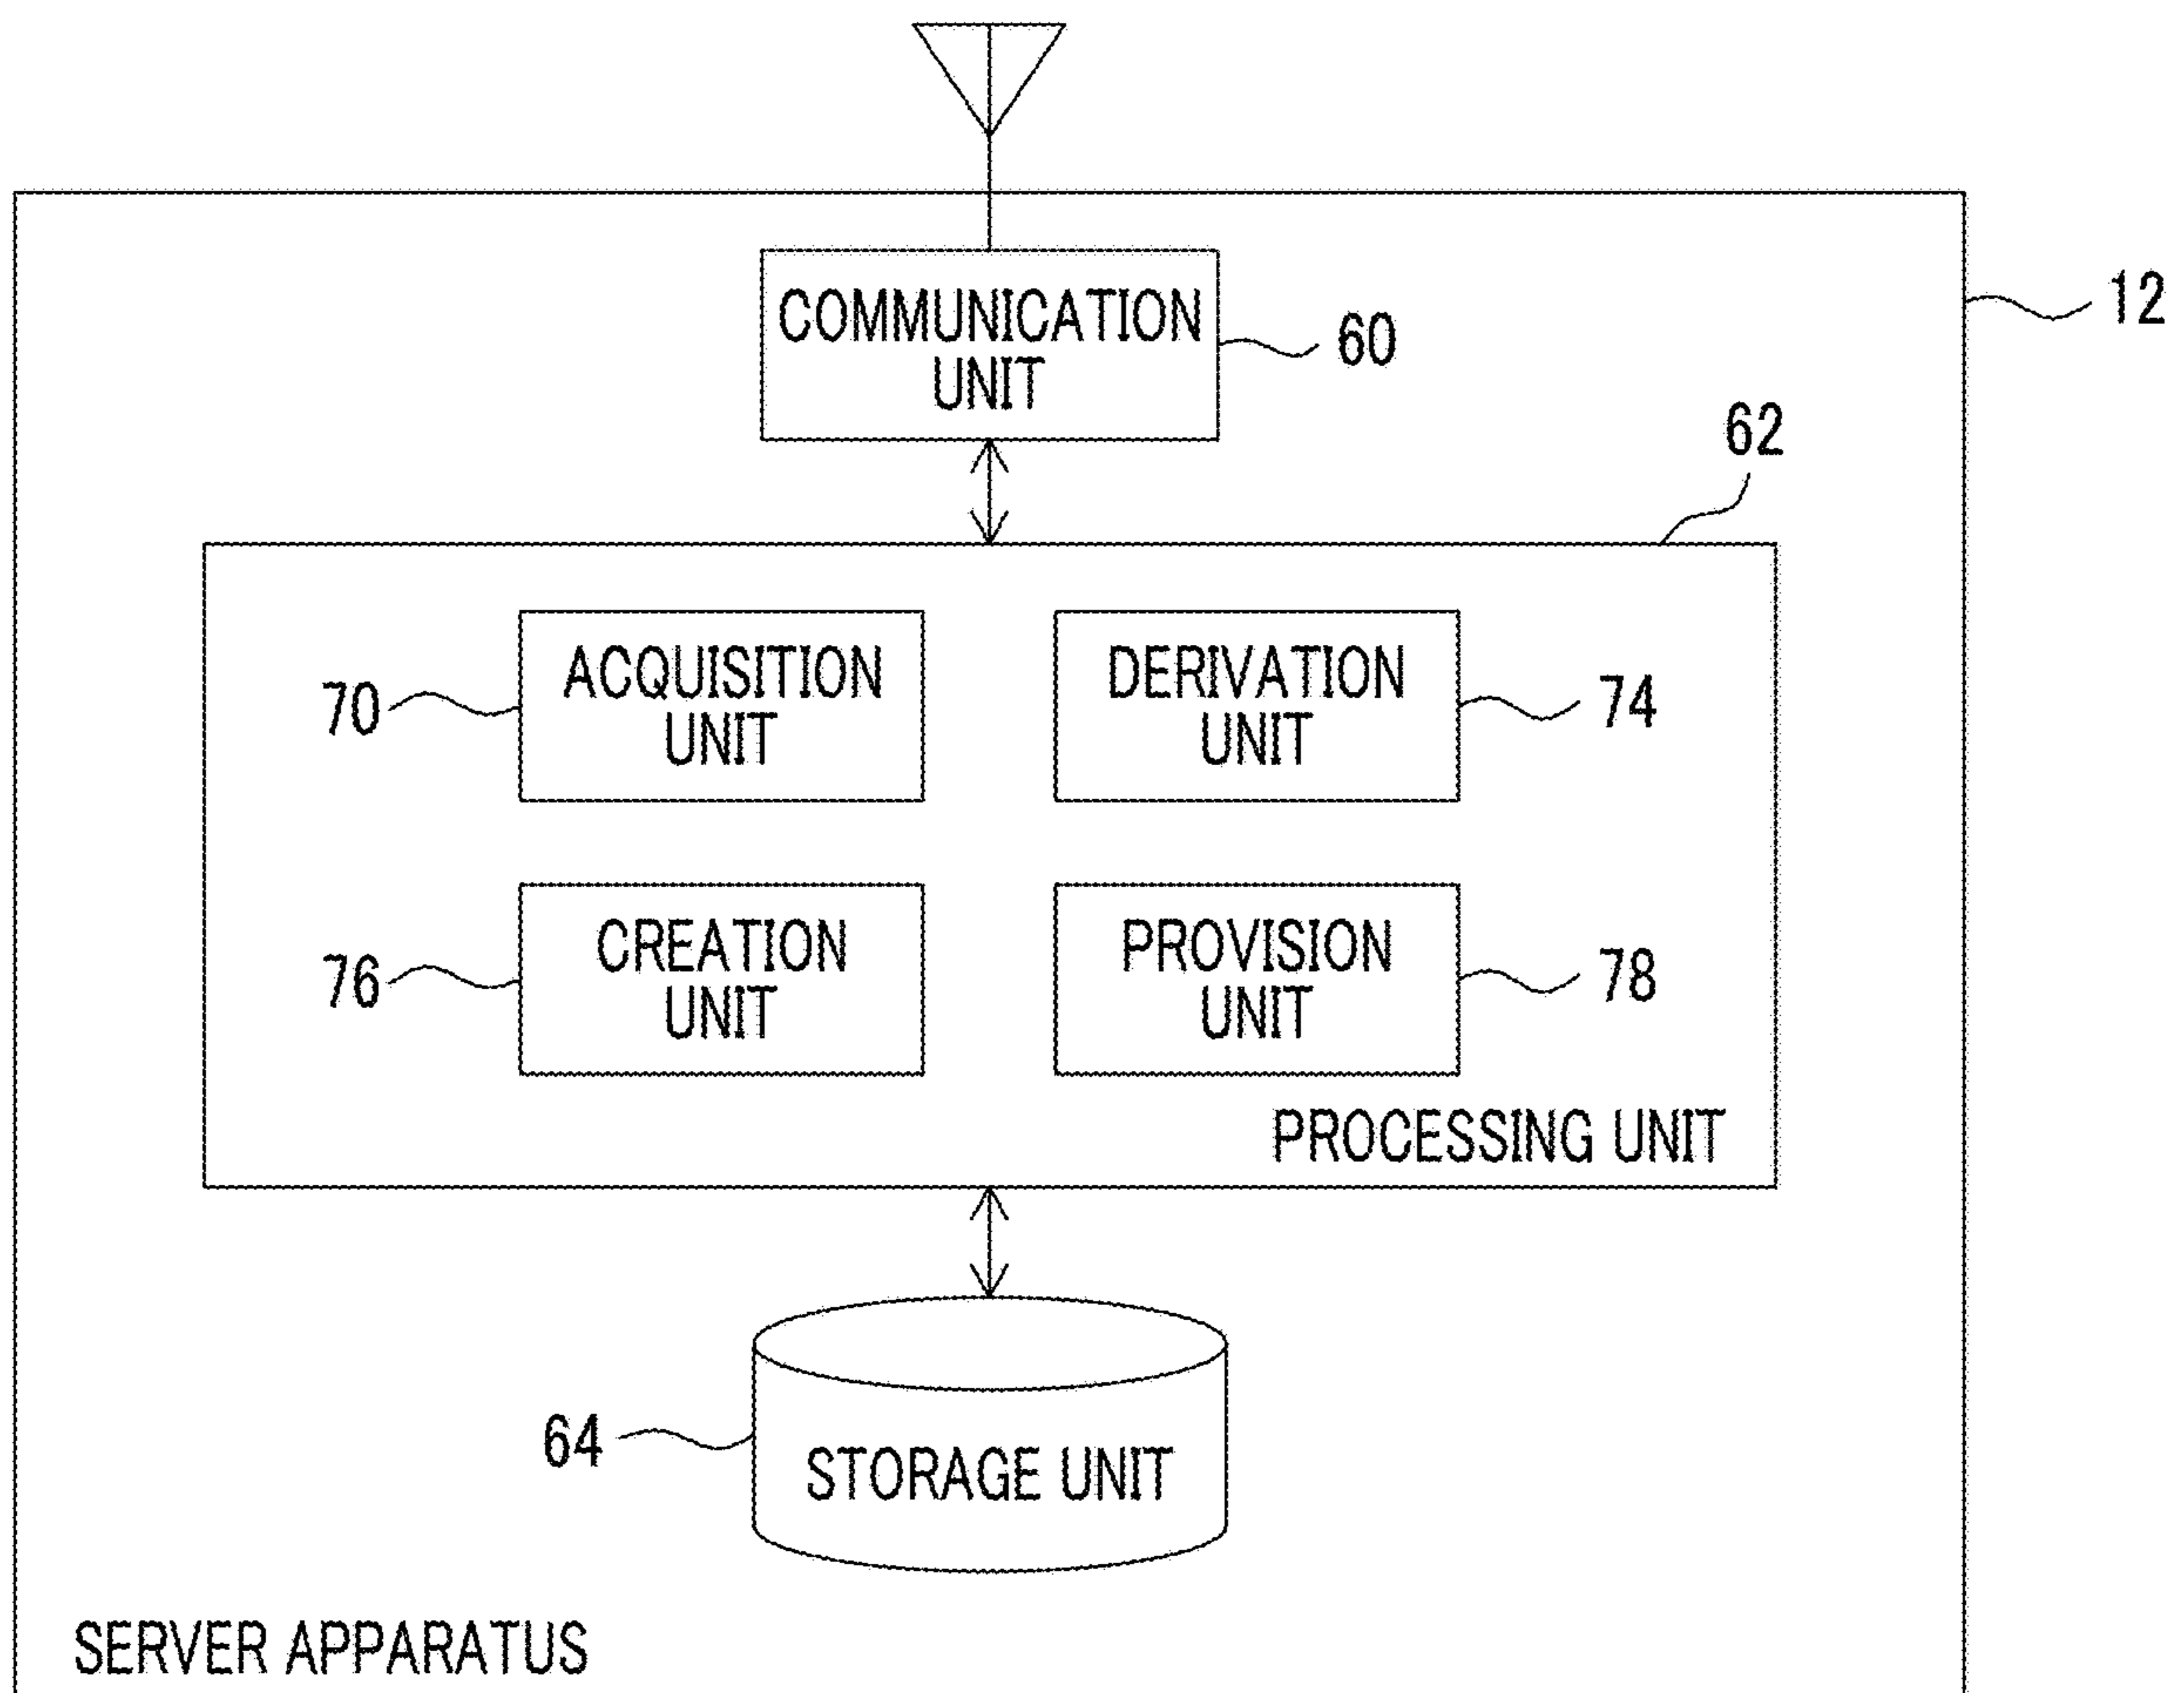 12
COMMUNICATION
UNIT
60
62
70
ACQUISITION
UNIT
DERIVATION
UNIT
74
76
CREATION
UNIT
PROVISION
UNIT
78
PROCESSING UNIT
64
STORAGE UNIT
SERVER APPARATUS